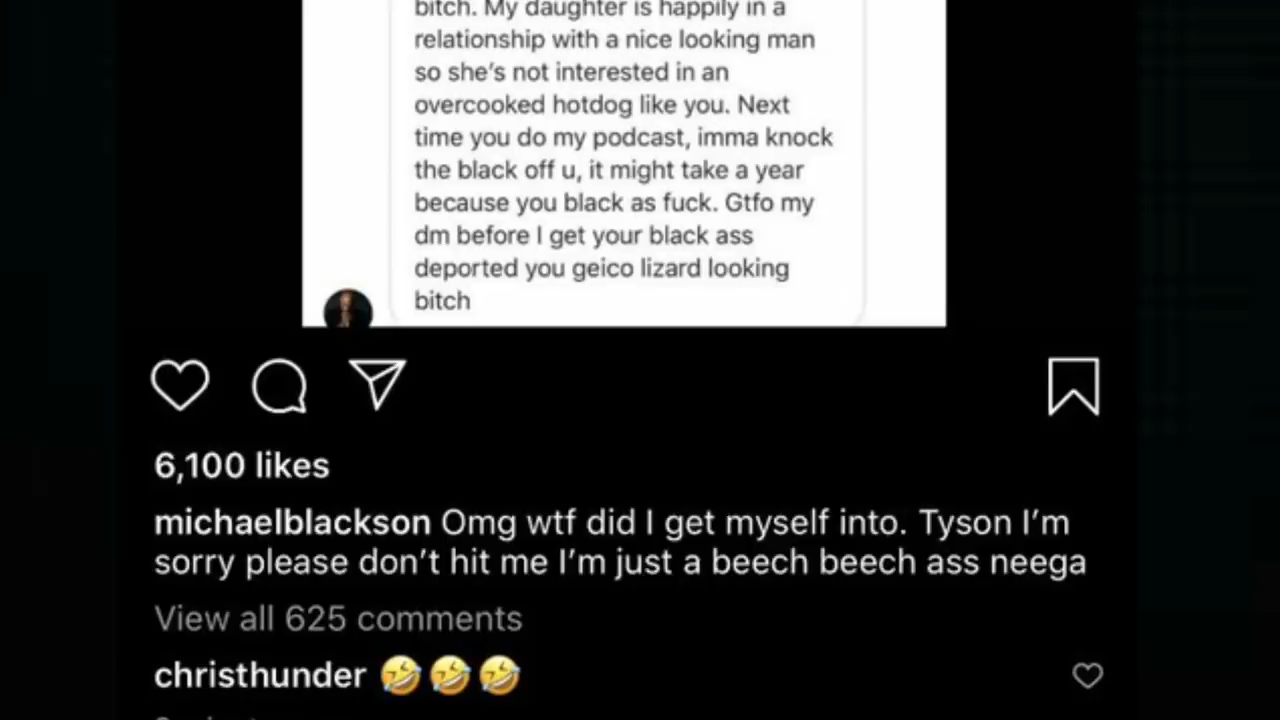 bitch. My daughter is happily in a
relationship with a nice looking man
so she's not interested in an
overcooked hotdog like you. Next
time you do my podcast, imma knock
the black off u, it might take a year
because you black as fuck. Gtfo my
dm before I get your black ass
deported you geico lizard looking
bitch
6,100 likes
michaelblackson Omg wtf did I get myself into. Tyson I'm
sorry please don't hit me I'm just a beech beech ass neega
View all 625 comments
christhunder 🤣🤣🤣